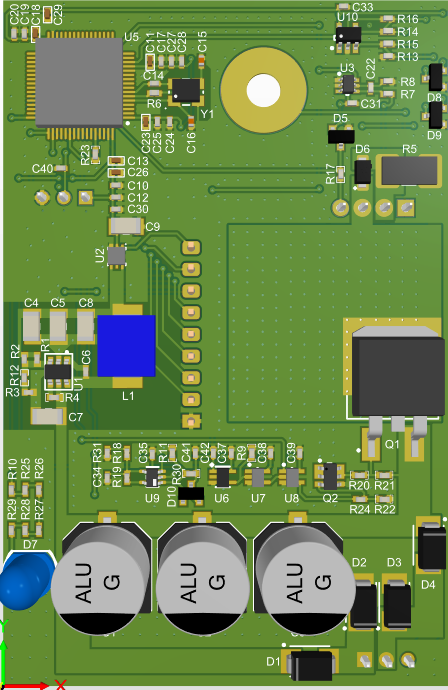 C20
C19
C18
C29
U5
C11
C17
C27
C28
C15
C14
R6
Y1
C23
C25
C24
C16
C33
U10
R16
R14
R15
R13
U3
C22
R8
R7
C31
D8
D9
D5
D6
R5
R17
R23
C40
C13
C26
C10
C12
C30
C9
U2
C4
C5
C8
L1
R2
R1
R12
R3
U1
C6
R4
C7
Q1
R31
R18
C35
R11
C41
C42
C37
R9
C38
C39
C34
R19
U9
R30
D10
U6
U7
U8
Q2
R20
R21
R24
R22
R10
R25
R26
R29
R28
R27
D7
ALU
G
ALU
G
ALU
G
D2
D3
D4
D1
Y
X